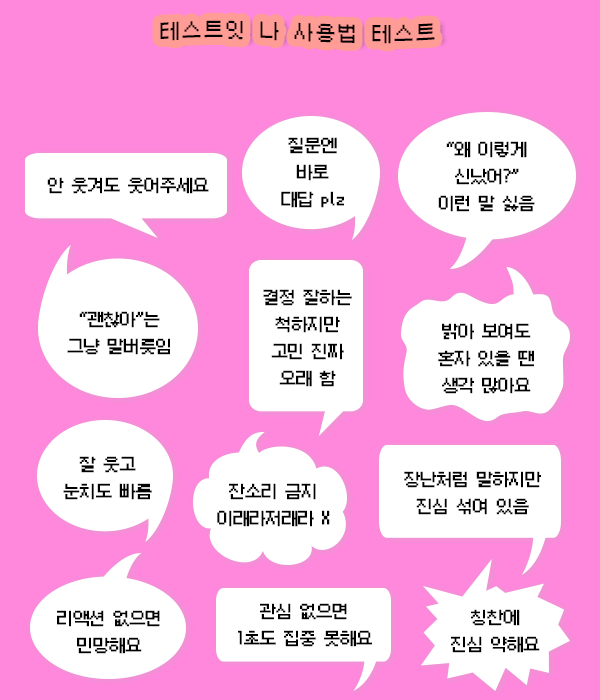 테스트잇 나 사용법 테스트
안 웃겨도 웃어주세요
질문엔
바로
대답 plz
“왜 이렇게
신났어?”
이런 말 싫음
“괜찮아”는
그냥 말버릇임
결정 잘하는
척하지만
고민 진짜
오래 함
밝아 보여도
혼자 있을 땐
생각 많아요
잘 웃고
눈치도 빠름
잔소리 금지
이래라저래라 X
장난처럼 말하지만
진심 섞여 있음
리액션 없으면
민망해요
관심 없으면
1초도 집중 못해요
칭찬에
진심 약해요